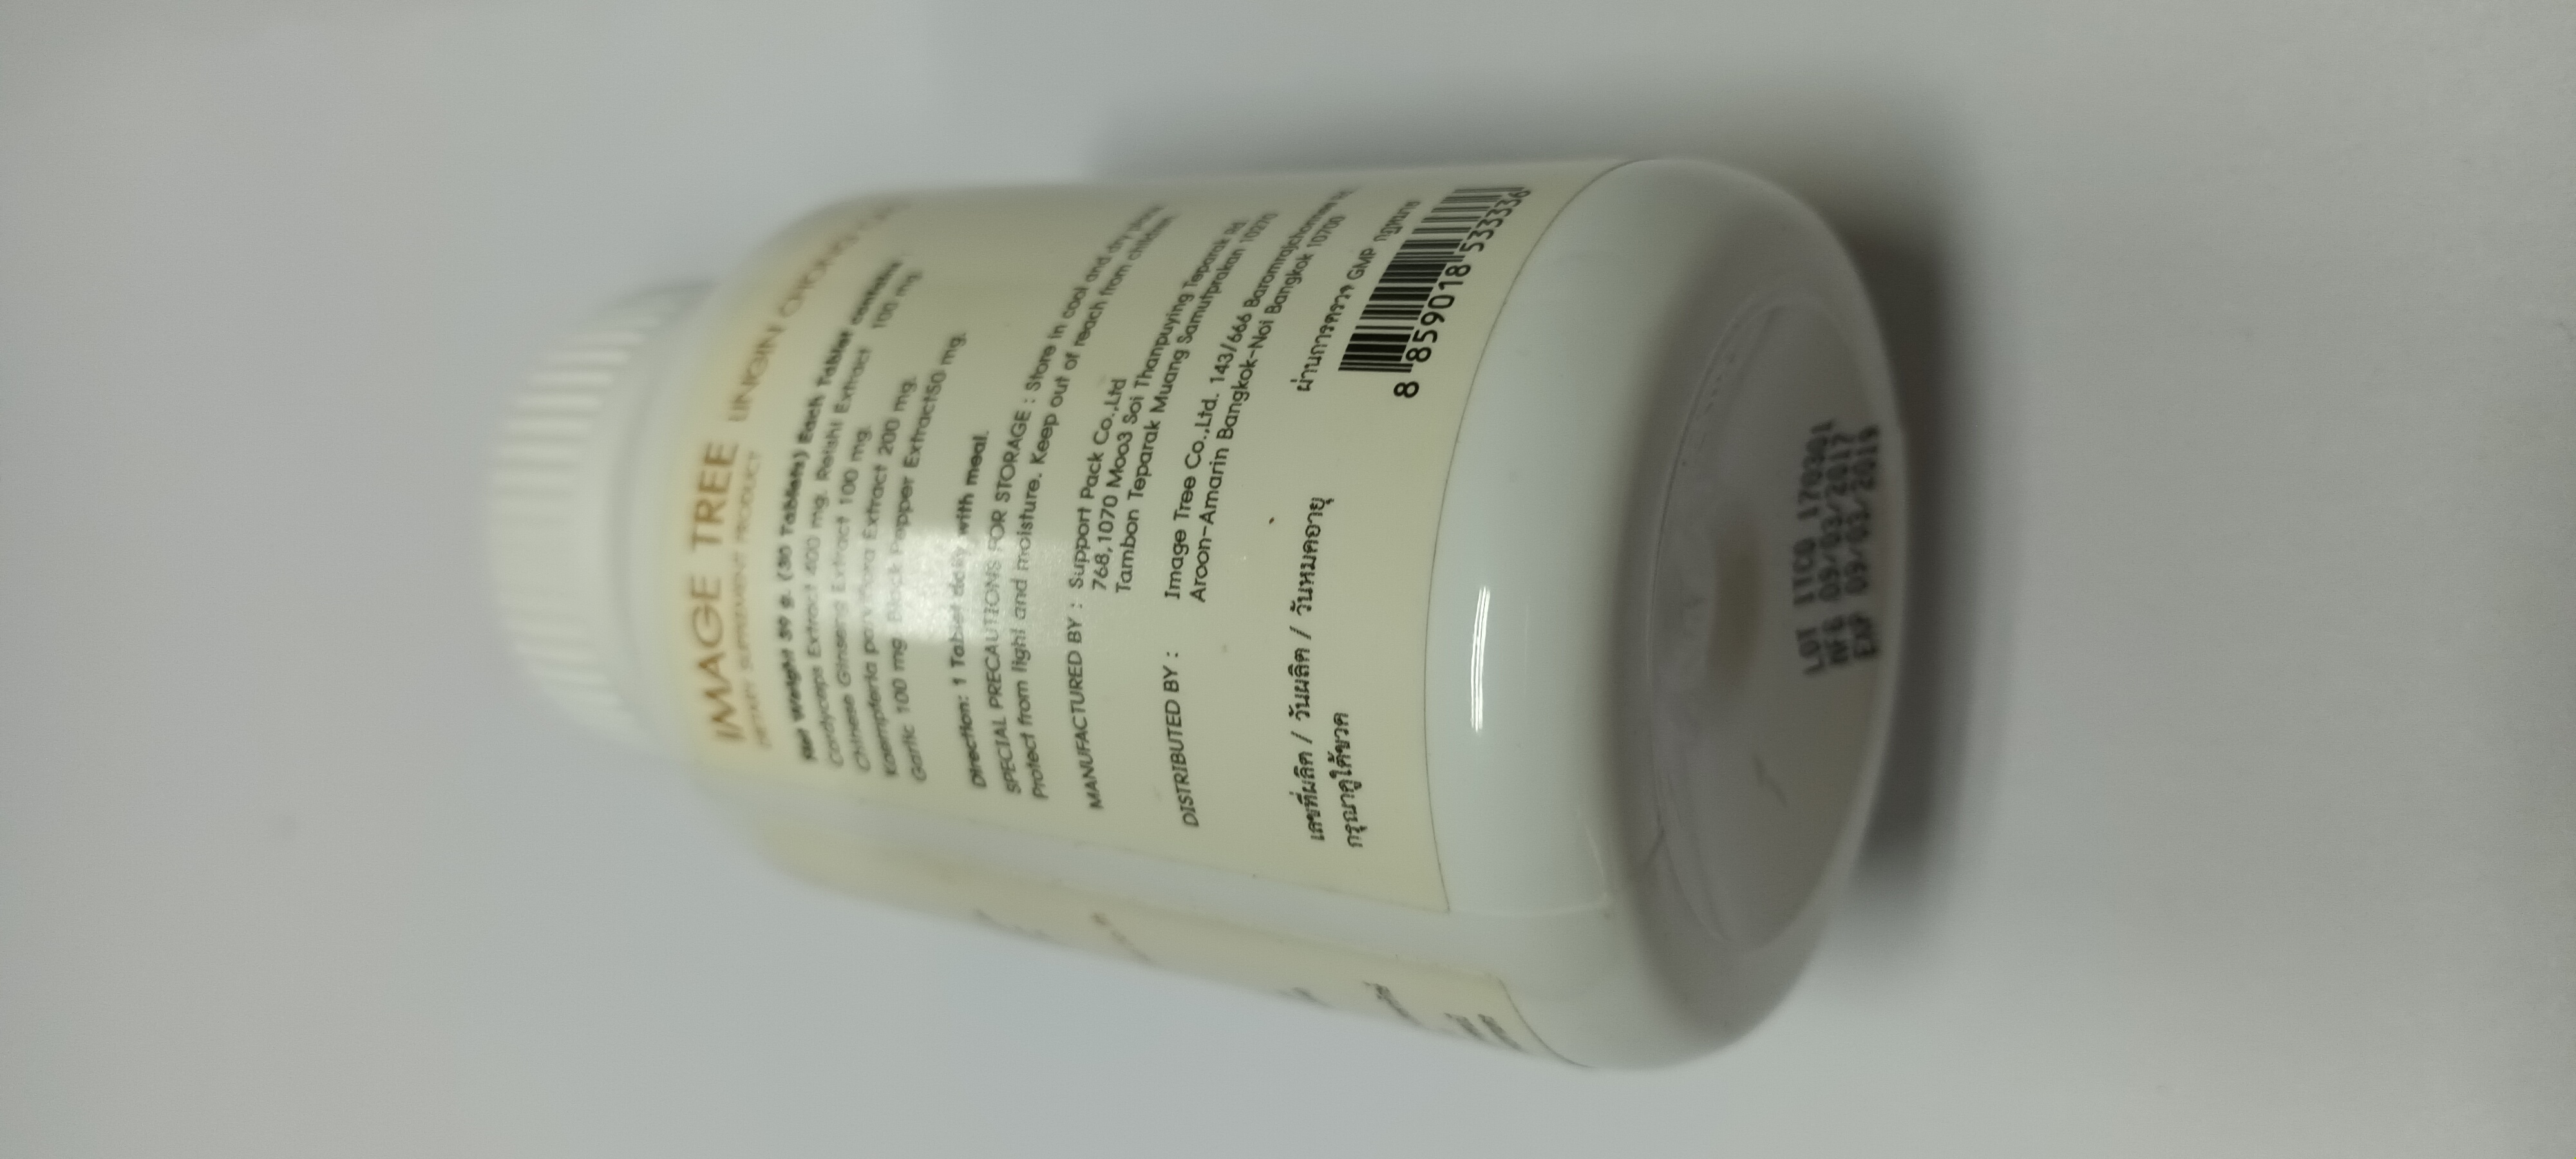 IMAGE TREE LINGIN CHONG
DIETARY SUPPLEMENT PRODUCT
Net Weight 39 g. (30 Tablets) Each Tablet contains :
Cordyceps Extract 400 mg. Reishi Extract 100 mg.
Chinese Ginseng Extract 100 mg.
Kaempferia parviflora Extract 200 mg.
Garlic 100 mg. Black Pepper Extract50 mg.
Direction: 1 Tablet daily with meal.
SPECIAL PRECAUTIONS FOR STORAGE : Store in cool and dry place.
Protect from light and moisture. Keep out of reach from children.
MANUFACTURED BY : Support Pack Co.,Ltd
768,1070 Moo3 Soi Thanpuying Teparak Rd.
Tambon Teparak Muang Samutprakan 10270
DISTRIBUTED BY : Image Tree Co.,Ltd. 143/666 Baromrajchonnee Rd.
Aroon-Amarin Bangkok-Noi Bangkok 10700
เลขที่ผลิต / วันผลิต / วันหมดอายุ
กรุณาดูใต้ขวด
ผ่านการตรวจ GMP กฎหมาย
8 859018 533336
LOT ITCO 170301
MFG 09/03/2017
EXP 09/03/2019